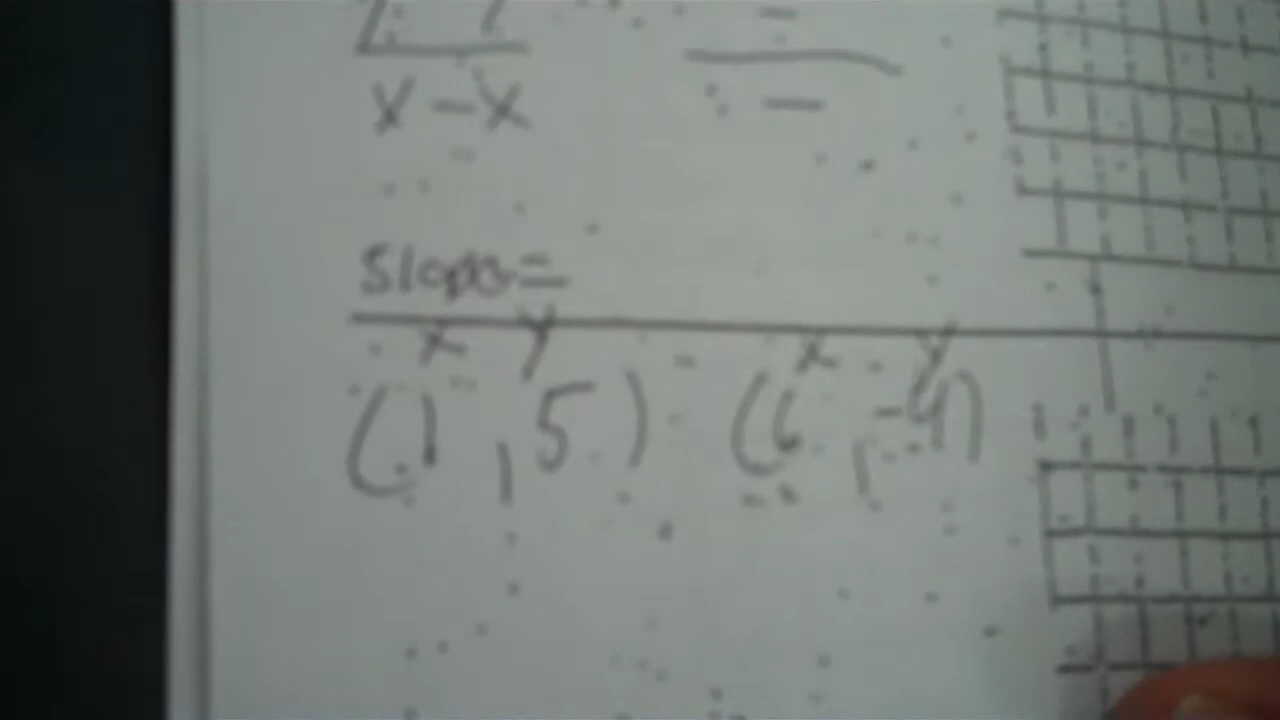 x - x
Slope=
x y x y
(1, 5) (6, -4)